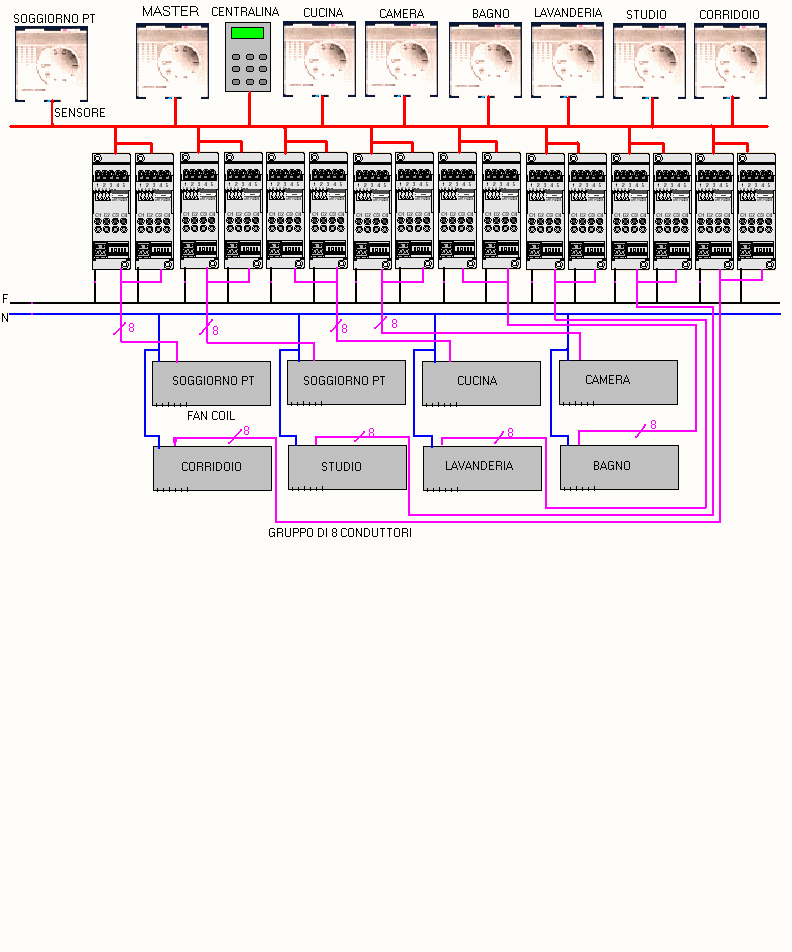 SOGGIORNO PT
MASTER
CENTRALINA
CUCINA
CAMERA
BAGNO
LAVANDERIA
STUDIO
CORRIDOIO
SENSORE
F
N
8
8
8
8
SOGGIORNO PT
SOGGIORNO PT
CUCINA
CAMERA
FAN COIL
8
8
8
8
CORRIDOIO
STUDIO
LAVANDERIA
BAGNO
GRUPPO DI 8 CONDUTTORI